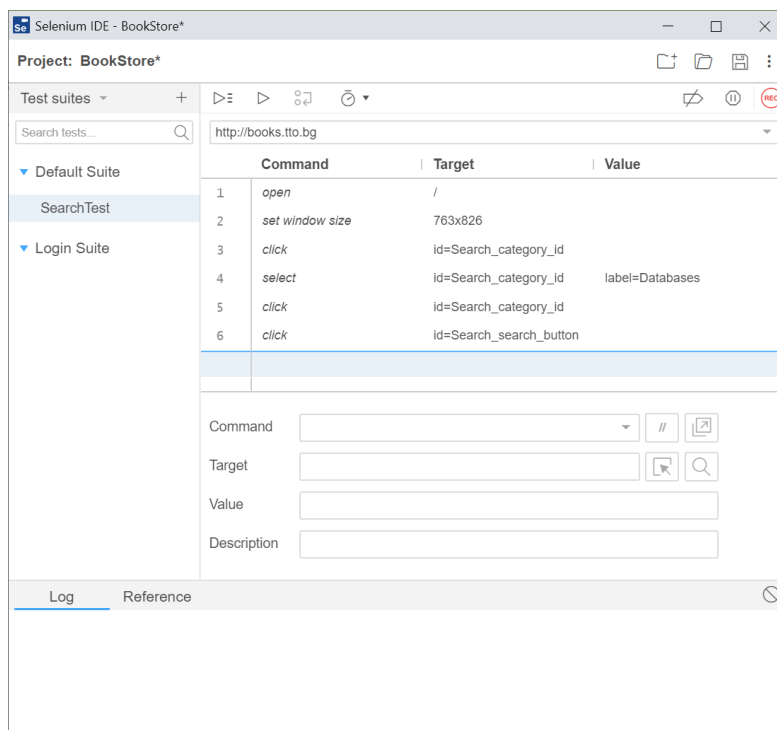 Se Selenium IDE - BookStore*
Project: BookStore*
Test suites
REC
Search tests...
http://books.tto.bg
Command Target Value
Default Suite
SearchTest
Login Suite
1 open /
2 set window size 763x826
3 click id=Search_category_id
4 select id=Search_category_id label=Databases
5 click id=Search_category_id
6 click id=Search_search_button
Command //
Target
Value
Description
Log Reference